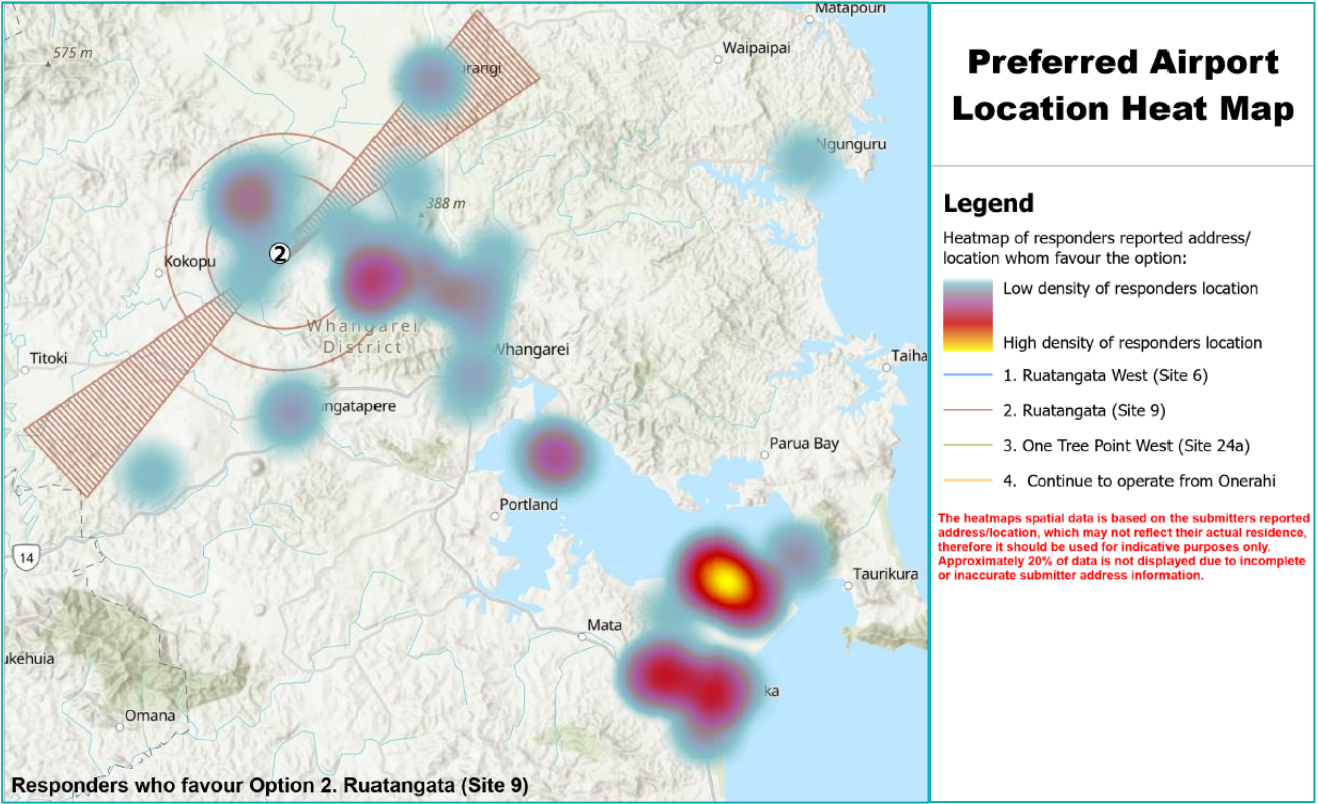 Matapouri
575 m
Waipaipai
urangi
Ngunguru
388 m
2
Kokopu
Whangarei
District
Titoki
Whangarei
Taiha
ngatapere
Parua Bay
Portland
14
Taurikura
Mata
ukehuia
ka
Omana
Responders who favour Option 2. Ruatangata (Site 9)
Preferred Airport
Location Heat Map
Legend
Heatmap of responders reported address/
location whom favour the option:
Low density of responders location
High density of responders location
1. Ruatangata West (Site 6)
2. Ruatangata (Site 9)
3. One Tree Point West (Site 24a)
4. Continue to operate from Onerahi
The heatmaps spatial data is based on the submitters reported
address/location, which may not reflect their actual residence,
therefore it should be used for indicative purposes only.
Approximately 20% of data is not displayed due to incomplete
or inaccurate submitter address information.